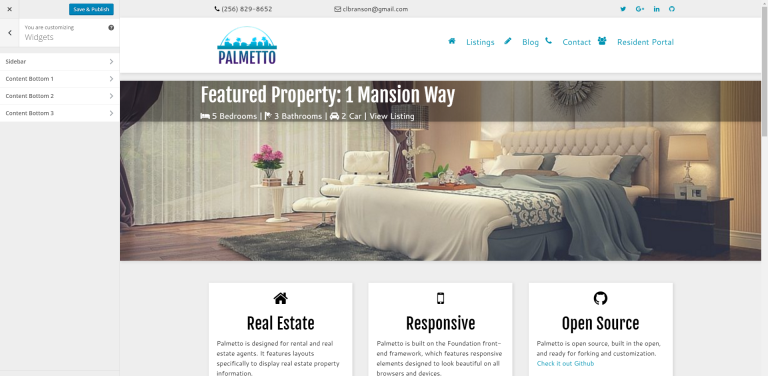 Save & Publish
You are customizing
Widgets
Sidebar
Content Bottom 1
Content Bottom 2
Content Bottom 3
(256) 829-8652
clbranson@gmail.com
PALMETTO
Listings
Blog
Contact
Resident Portal
Featured Property: 1 Mansion Way
5 Bedrooms | 3 Bathrooms | 2 Car | View Listing
Real Estate
Palmetto is designed for rental and real
estate agents. It features layouts
specifically to display real estate property
information.
Responsive
Palmetto is built on the Foundation front-
end framework, which features responsive
elements designed to look beautiful on all
browsers and devices.
Open Source
Palmetto is open source, built in the open,
and ready for forking and customization.
Check it out Github